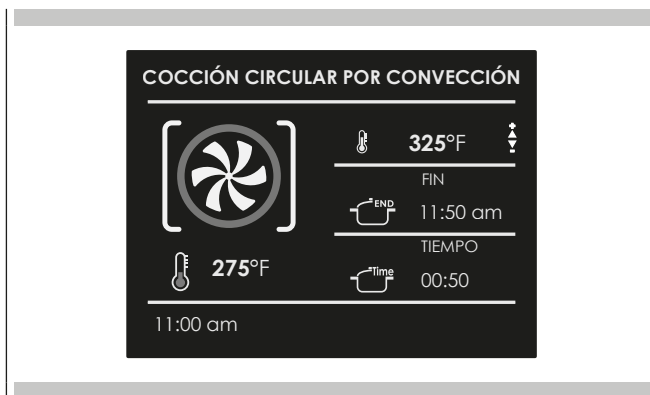 COCCIÓN CIRCULAR POR CONVECCIÓN
325°F
FIN
END
11:50 am
TIEMPO
Time
00:50
275°F
11:00 am